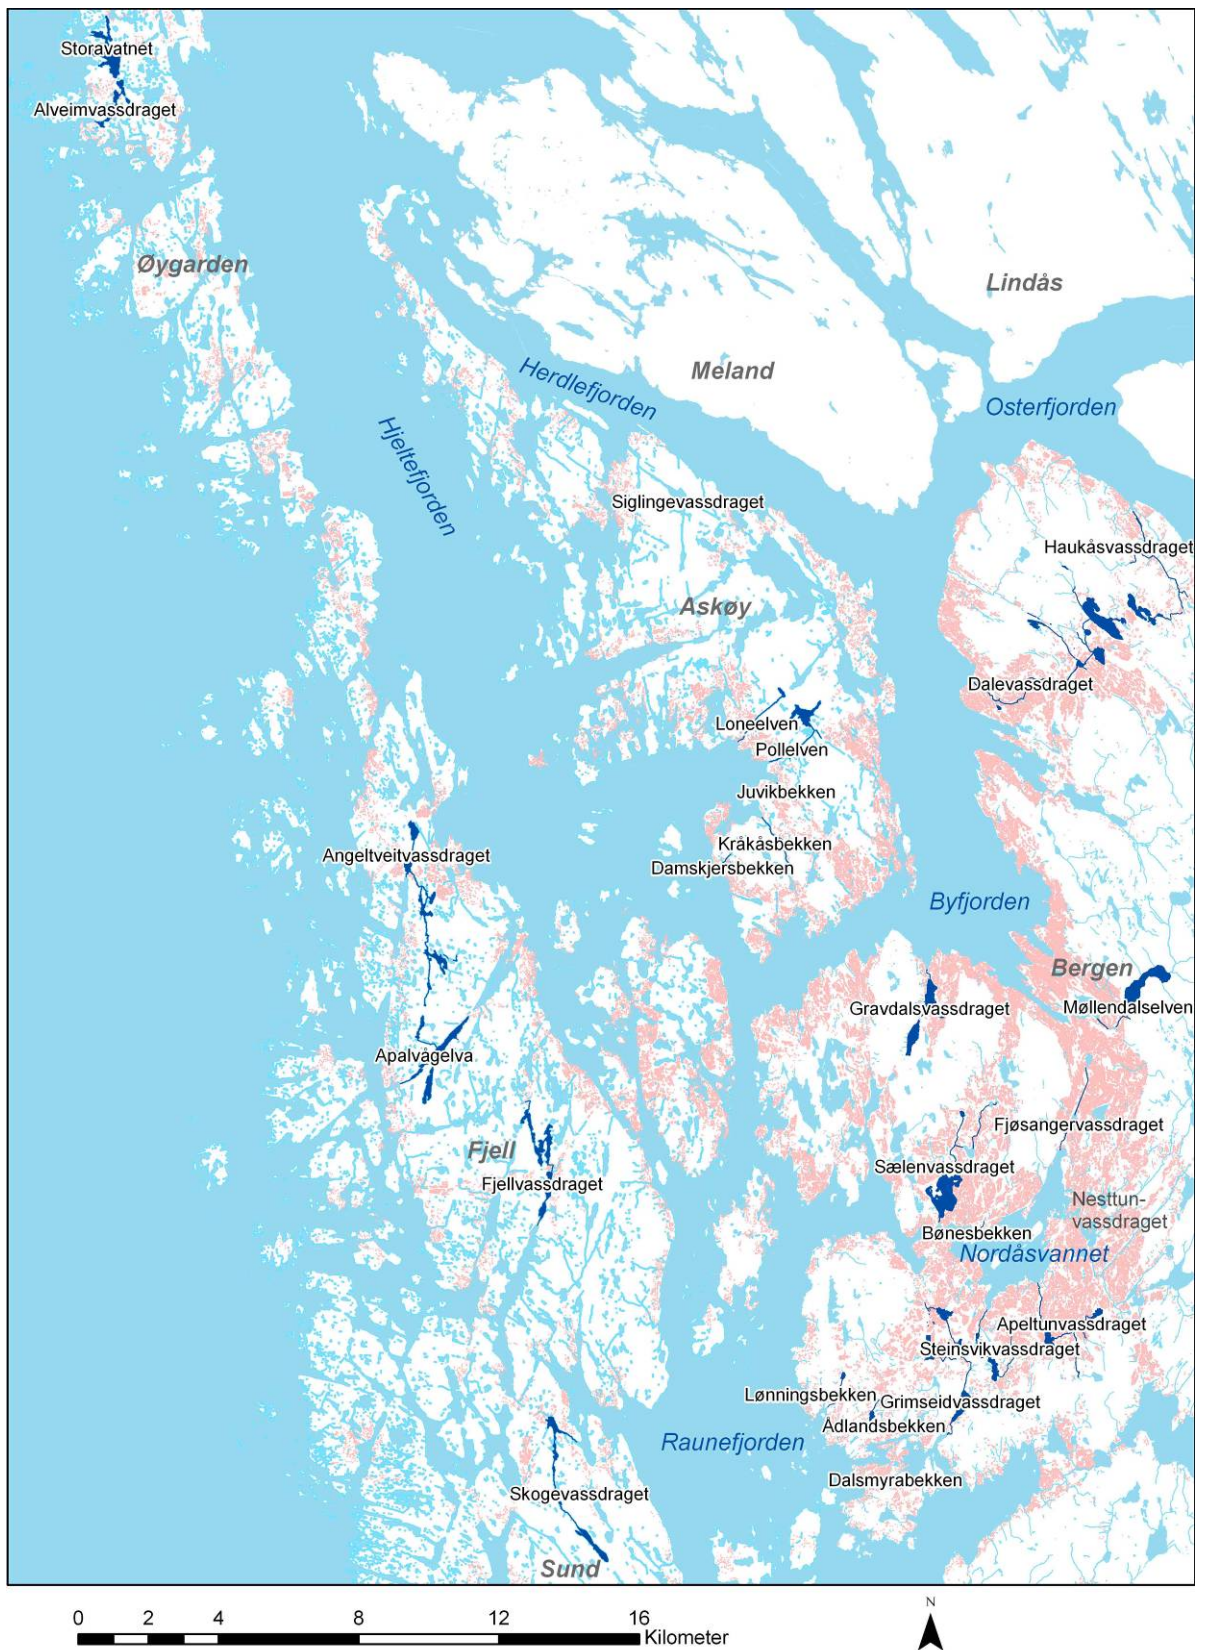 Storavatnet
Alveimvassdraget
Øygarden
Lindås
Meland
Herdlefjorden
Osterfjorden
Hjeltefjorden
Siglingevassdraget
Haukåsvassdraget
Askøy
Dalevassdraget
Loneelven
Pollelven
Juvikbekken
Kråkåsbekken
Angeltveitvassdraget
Damskjersbekken
Byfjorden
Bergen
Gravdalsvassdraget
Møllendalselven
Apalvågelva
Fjøsangervassdraget
Fjell
Sælenvassdraget
Fjellvassdraget
Nesttun-
vassdraget
Bønesbekken
Nordåsvannet
Apeltunvassdraget
Steinsvikvassdraget
Lønningsbekken
Grimseidvassdraget
Ådlandsbekken
Raunefjorden
Dalsmyrabekken
Skogevassdraget
Sund
N
0 2 4 8 12 16
Kilometer